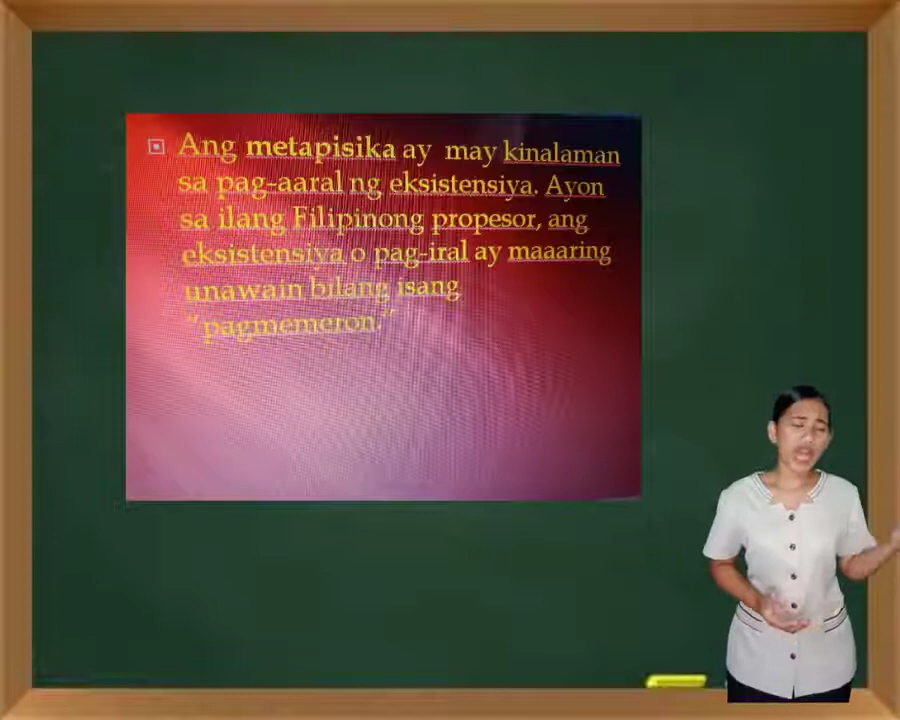 Ang metapisika ay may kinalaman
sa pag-aaral ng eksistensiya. Ayon
sa ilang Filipinong propesor, ang
eksistensiya o pag-iral ay maaaring
unawain bilang isang
“pagmemeron.”